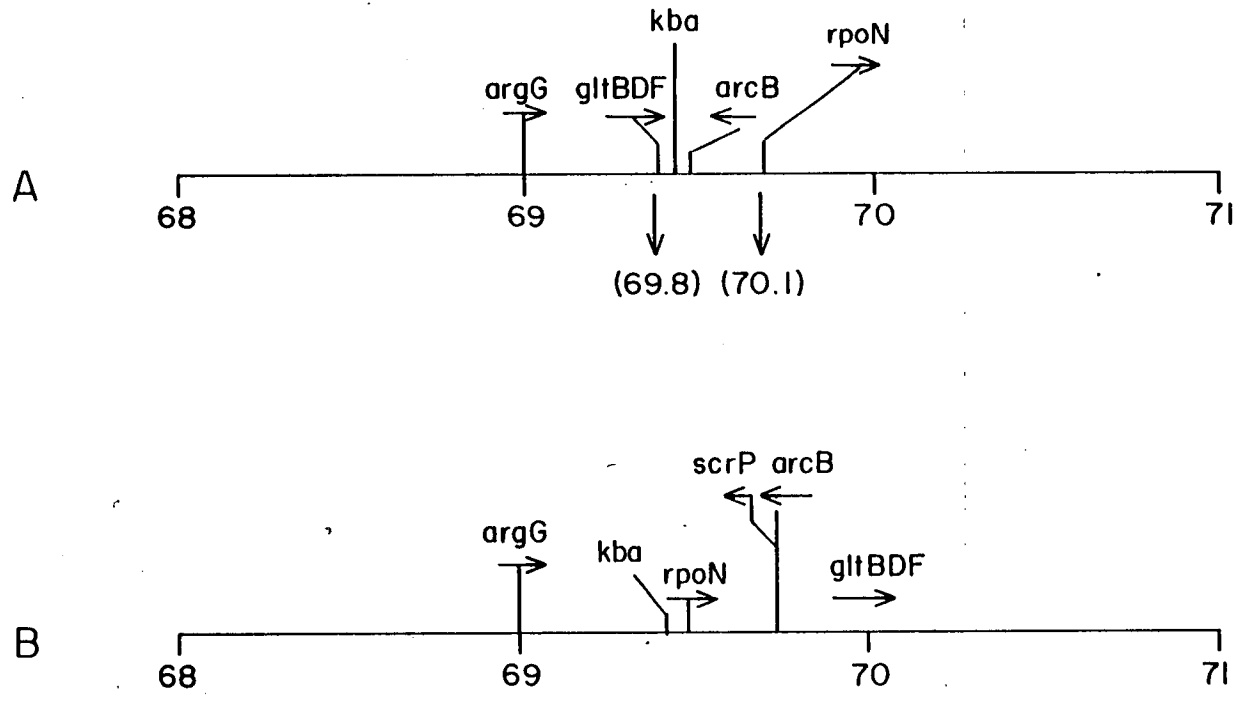 kba
rpoN
argG gltBDF arcB
A
68 69 70 71
(69.8) (70.1)
scrP arcB
argG
kba
rpoN
gltBDF
B
68 69 70 71